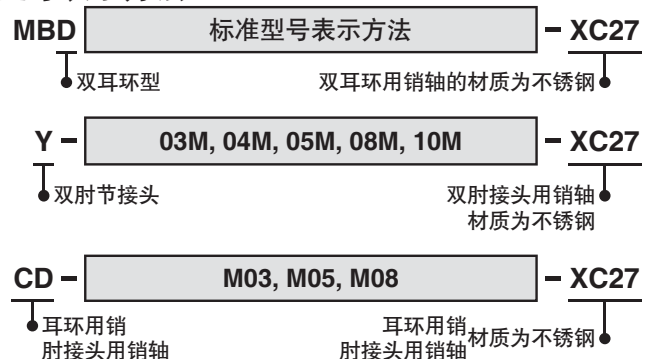 MBD 标准型号表示方法 － XC27
双耳环型 双耳环用销轴的材质为不锈钢
Y － 03M, 04M, 05M, 08M, 10M － XC27
双肘节接头 双肘接头用销轴
材质为不锈钢
CD － M03, M05, M08 － XC27
耳环用销 耳环用销 材质为不锈钢
肘接头用销轴 肘接头用销轴